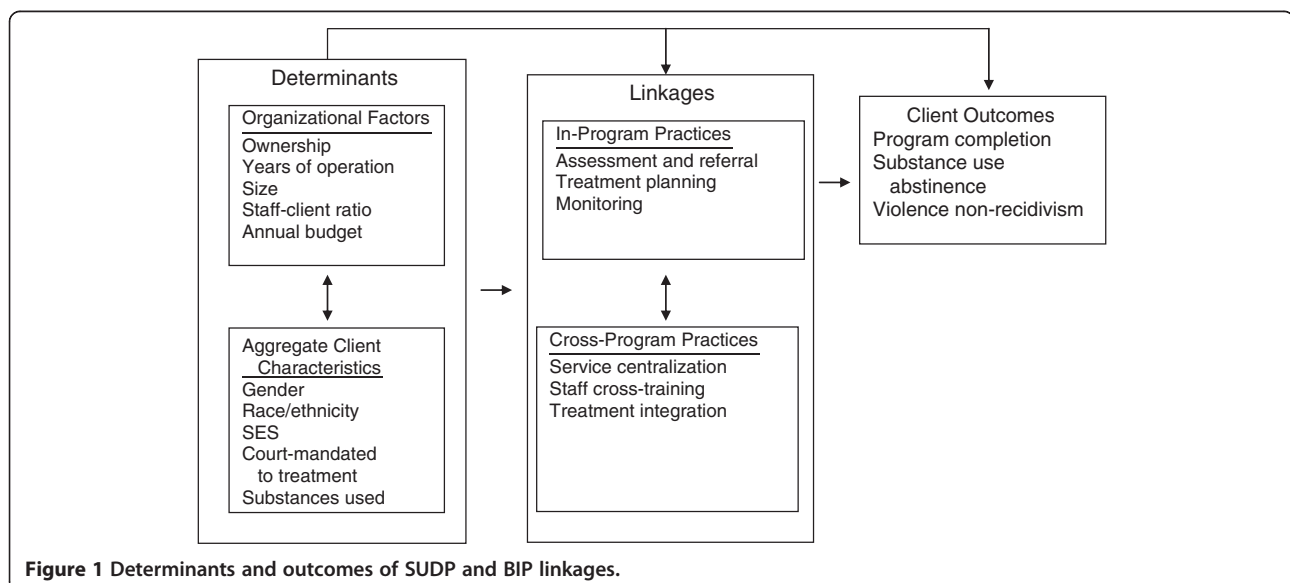 Determinants
Organizational Factors
Ownership
Years of operation
Size
Staff-client ratio
Annual budget
Aggregate Client
Characteristics
Gender
Race/ethnicity
SES
Court-mandated
to treatment
Substances used
Linkages
In-Program Practices
Assessment and referral
Treatment planning
Monitoring
Cross-Program Practices
Service centralization
Staff cross-training
Treatment integration
Client Outcomes
Program completion
Substance use
abstinence
Violence non-recidivism
Figure 1 Determinants and outcomes of SUDP and BIP linkages.